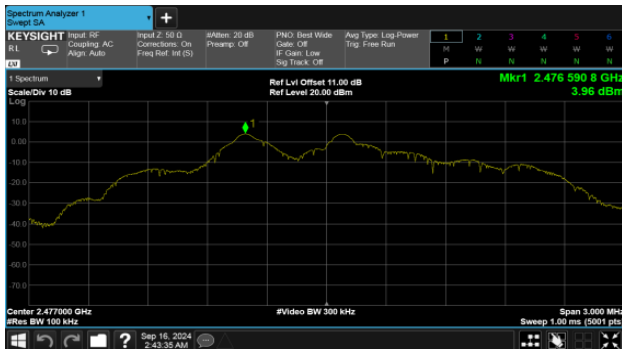 Spectrum Analyzer 1
Swept SA
+
KEYSIGHT
RL
LXI
Input: RF
Coupling: AC
Align: Auto
Input Z: 50 Ω
Corrections: On
Freq Ref: Int (S)
#Atten: 20 dB
Preamp: Off
PNO: Best Wide
Gate: Off
IF Gain: Low
Sig Track: Off
Avg Type: Log-Power
Trig: Free Run
1 2 3 4 5 6
M W W W W W
P N N N N N
1 Spectrum
Scale/Div 10 dB
Log
Ref Lvl Offset 11.00 dB
Ref Level 20.00 dBm
Mkr1 2.476 590 8 GHz
3.96 dBm
1
10.0
0.00
-10.0
-20.0
-30.0
-40.0
-50.0
-60.0
-70.0
Center 2.477000 GHz
#Res BW 100 kHz
#Video BW 300 kHz
Span 3.000 MHz
Sweep 1.00 ms (5001 pts)
?
Sep 16, 2024
2:43:35 AM